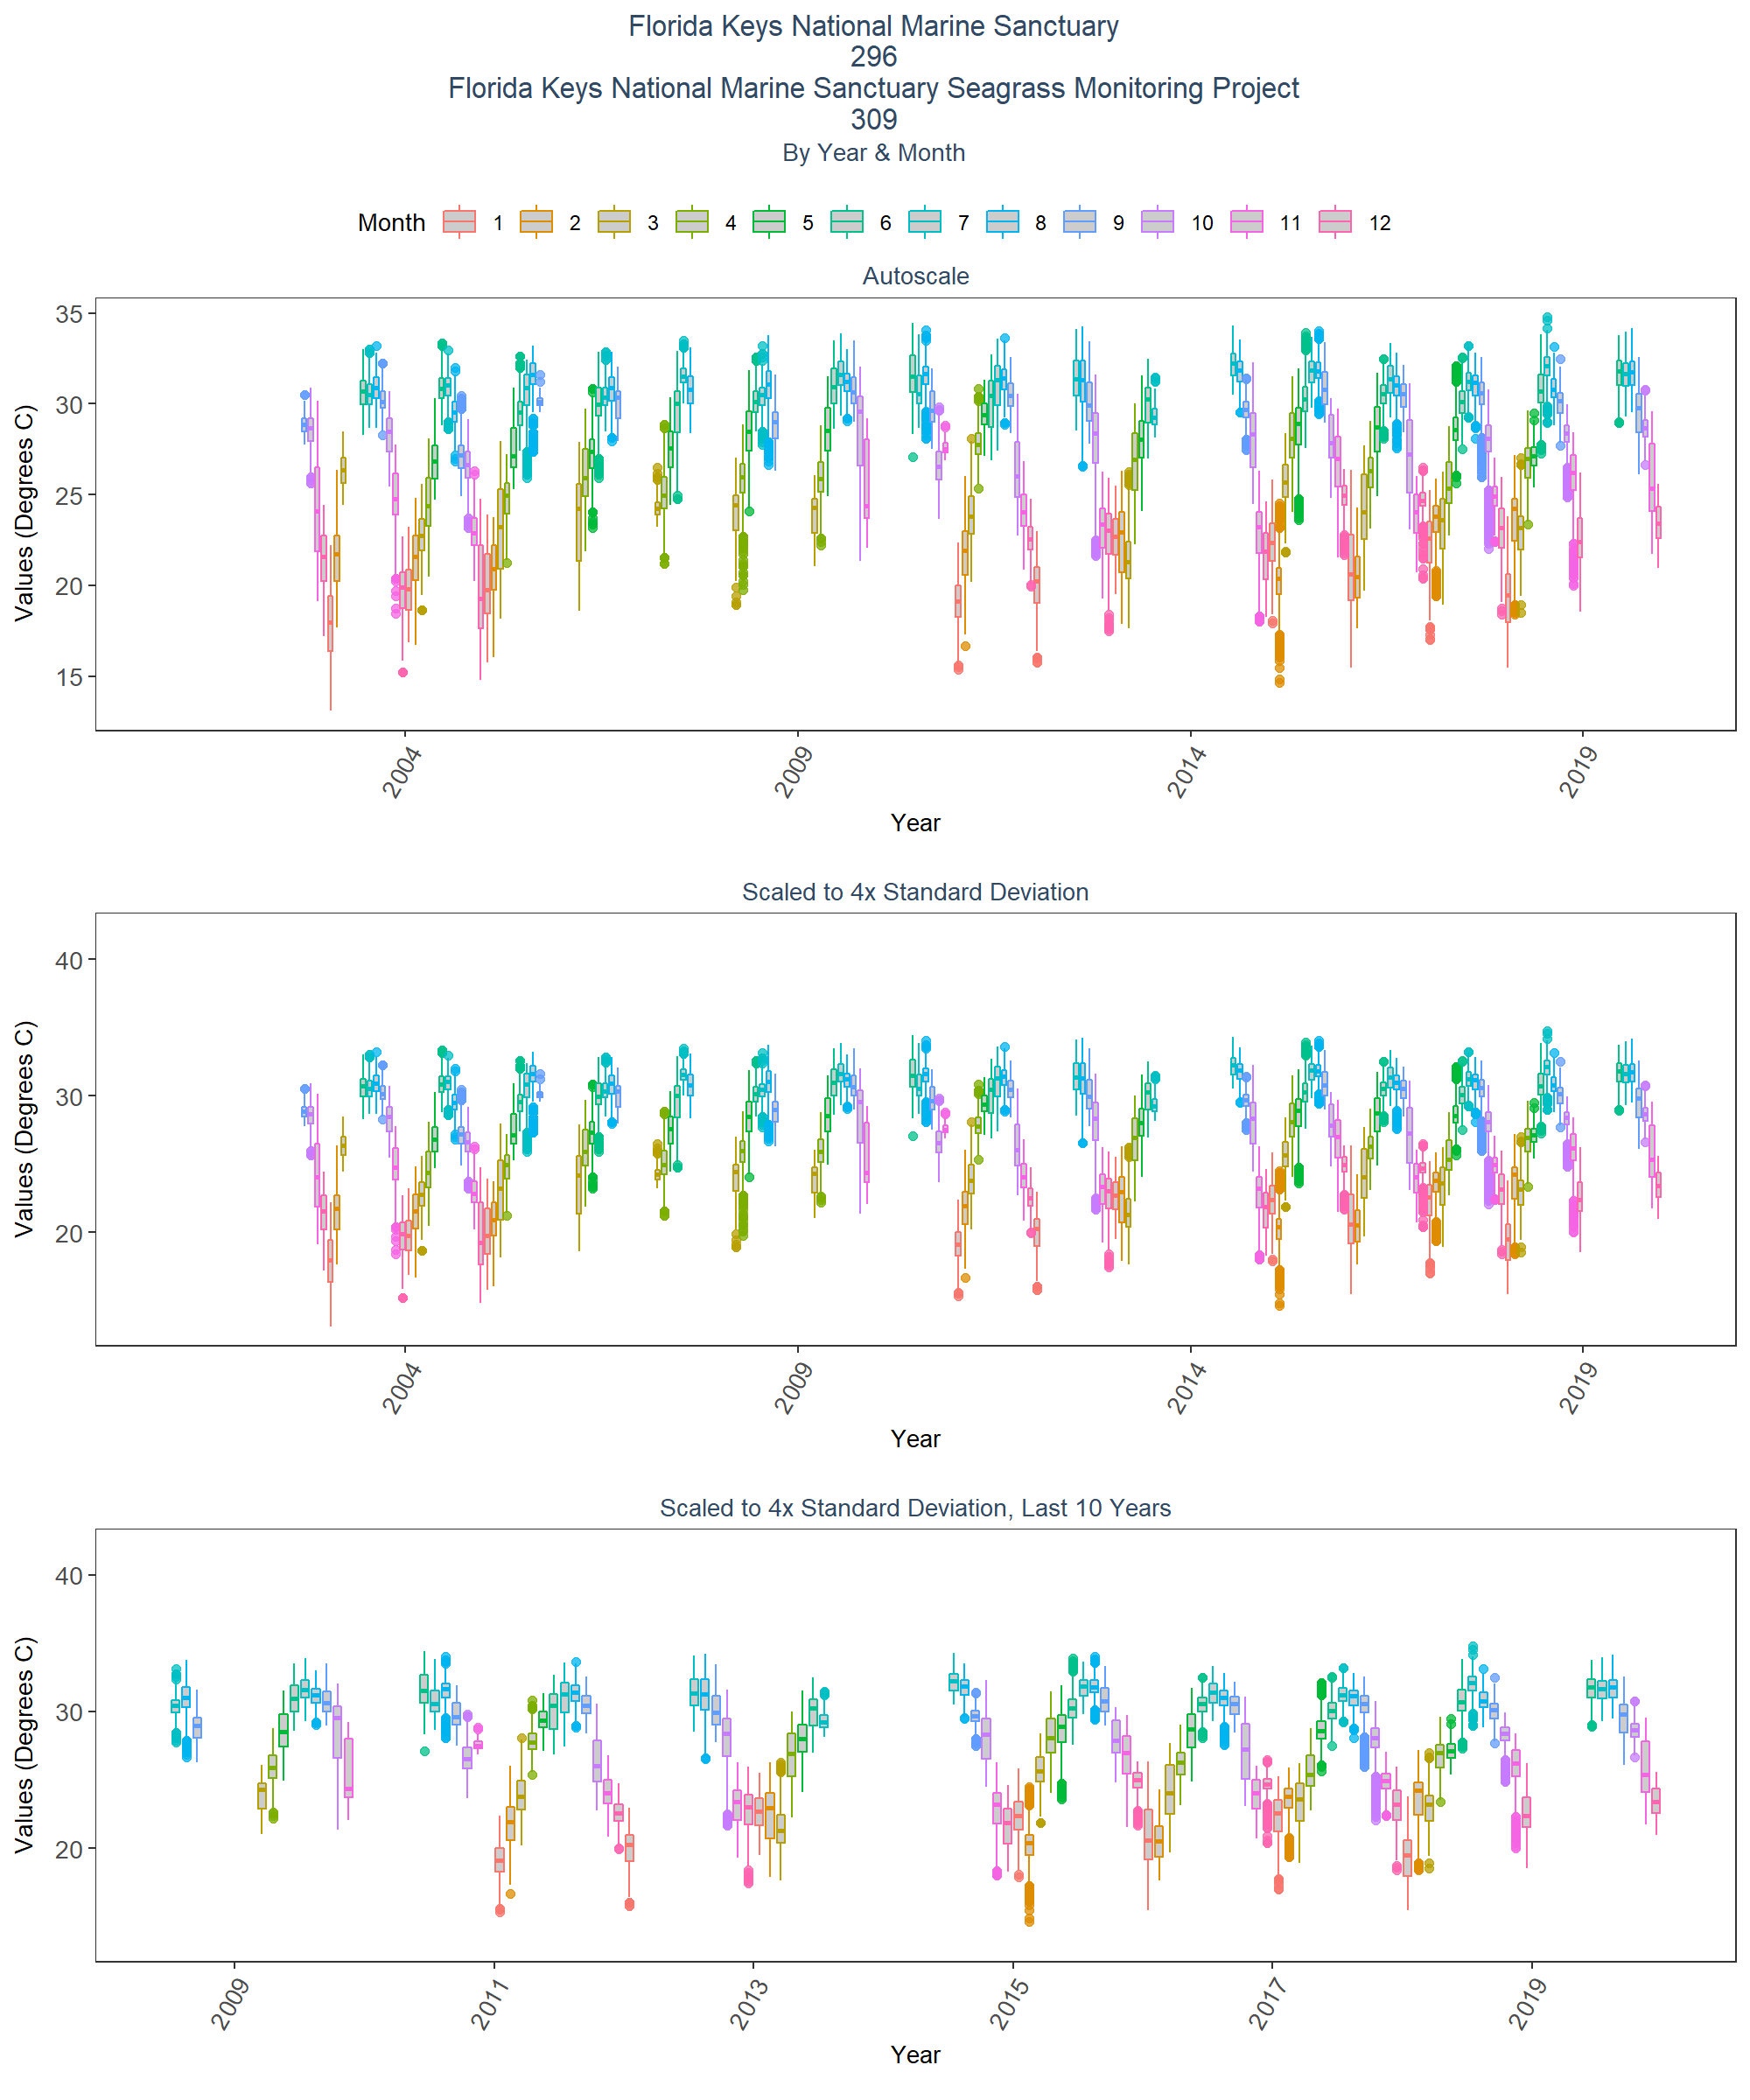 Florida Keys National Marine Sanctuary
296
Florida Keys National Marine Sanctuary Seagrass Monitoring Project
309
By Year & Month
Month 1 2 3 4 5 6 7 8 9 10 11 12
Autoscale
Values (Degrees C)
35
30
25
20
15
2004 2009 2014 2019
Year
Scaled to 4x Standard Deviation
Values (Degrees C)
40
30
20
2004 2009 2014 2019
Year
Scaled to 4x Standard Deviation, Last 10 Years
Values (Degrees C)
40
30
20
2009 2011 2013 2015 2017 2019
Year